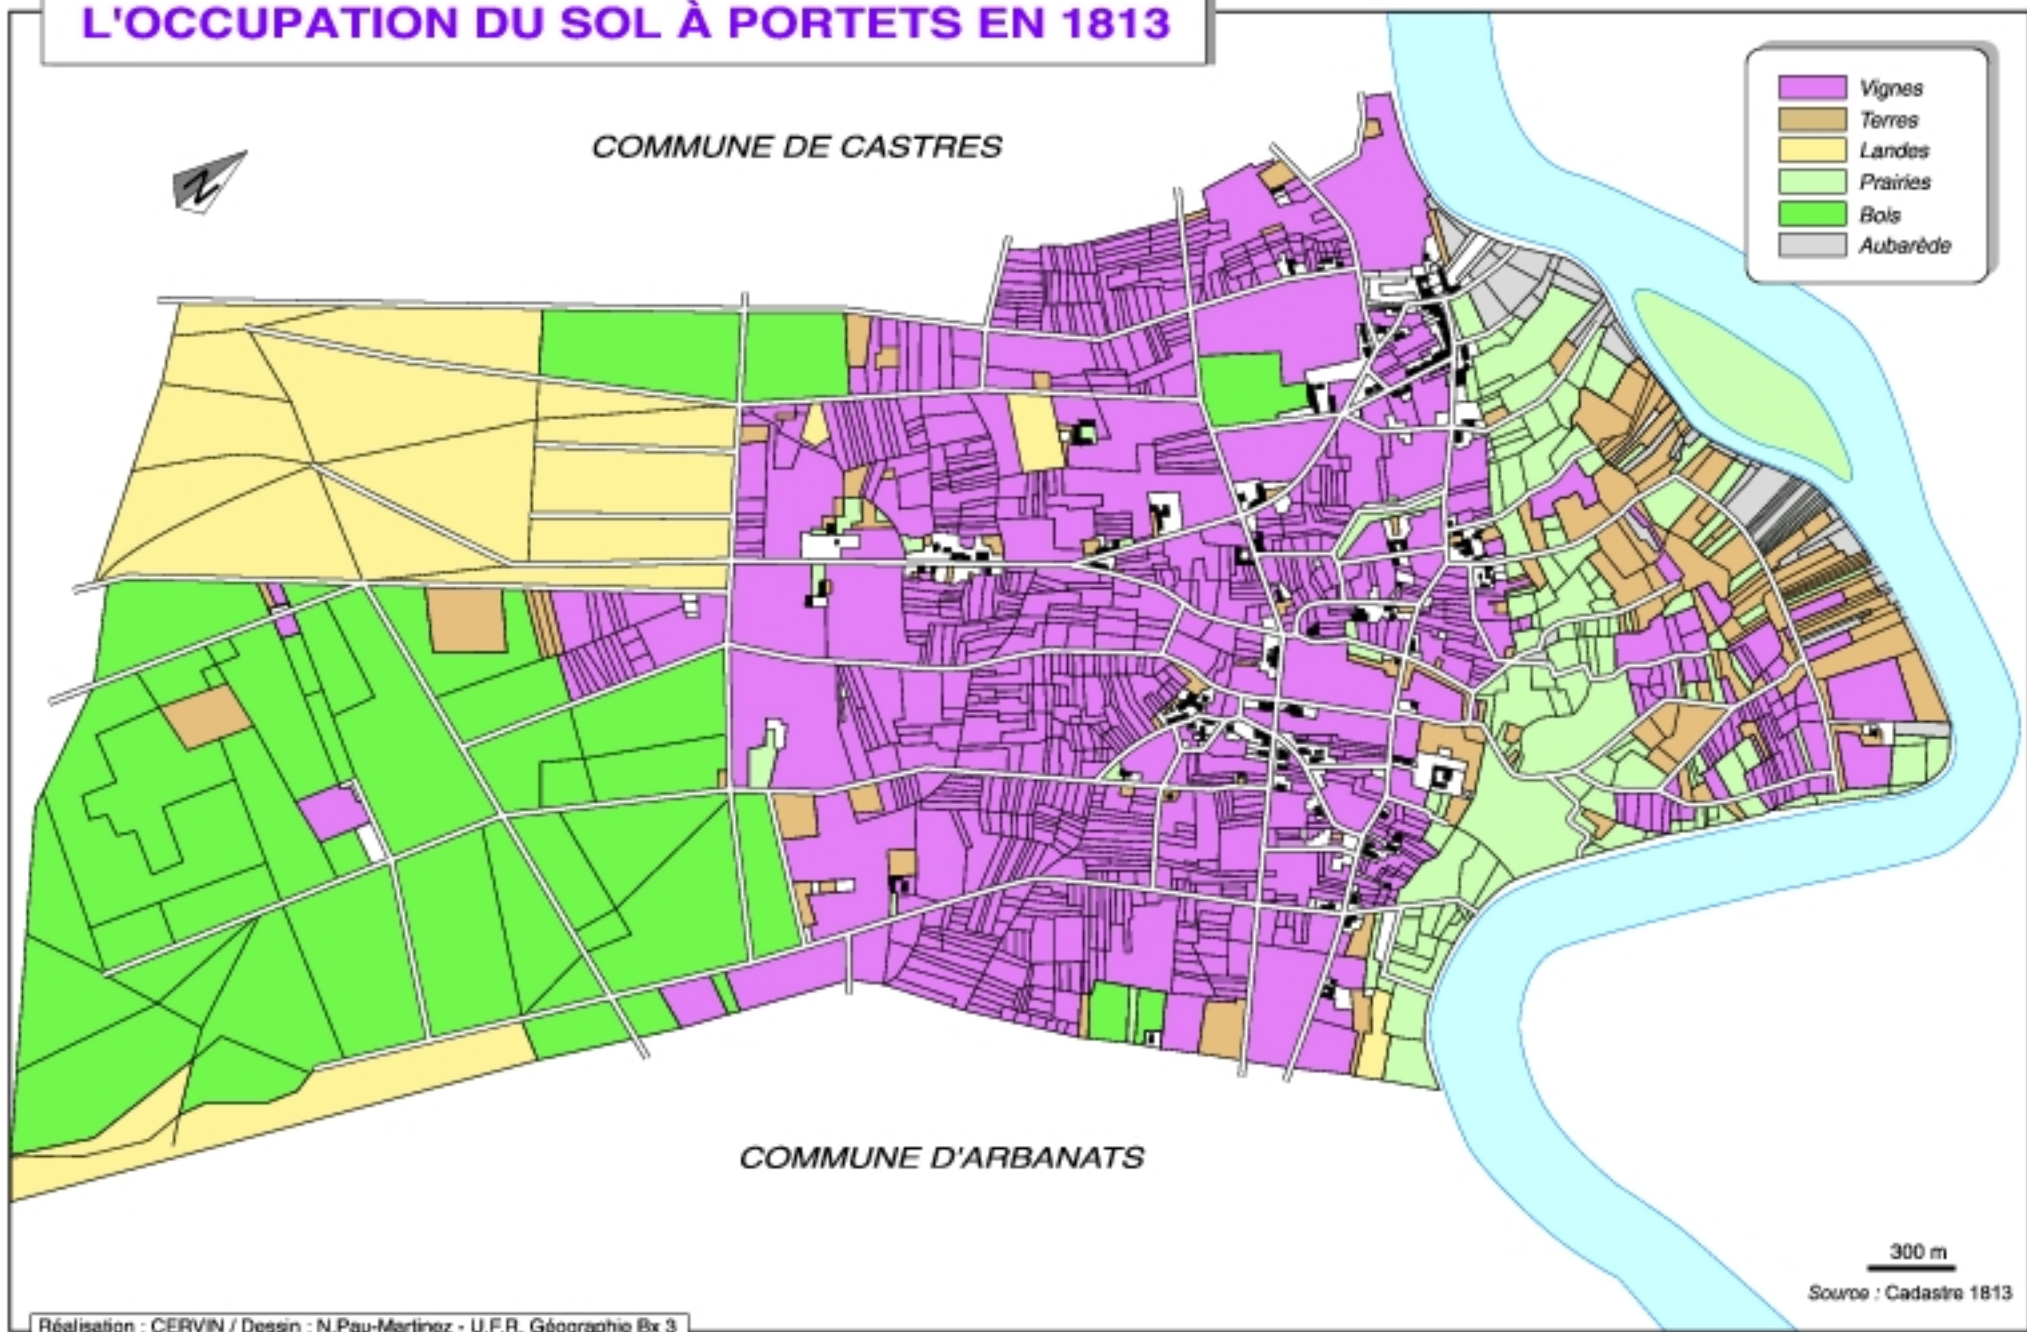 L'OCCUPATION DU SOL À PORTETS EN 1813
COMMUNE DE CASTRES
N
Vignes
Terres
Landes
Prairies
Bois
Aubarède
COMMUNE D'ARBANATS
300 m
Source : Cadastre 1813
Réalisation : CERVIN / Dessin : N.Pau-Martinez - U.F.R. Géographie Bx 3